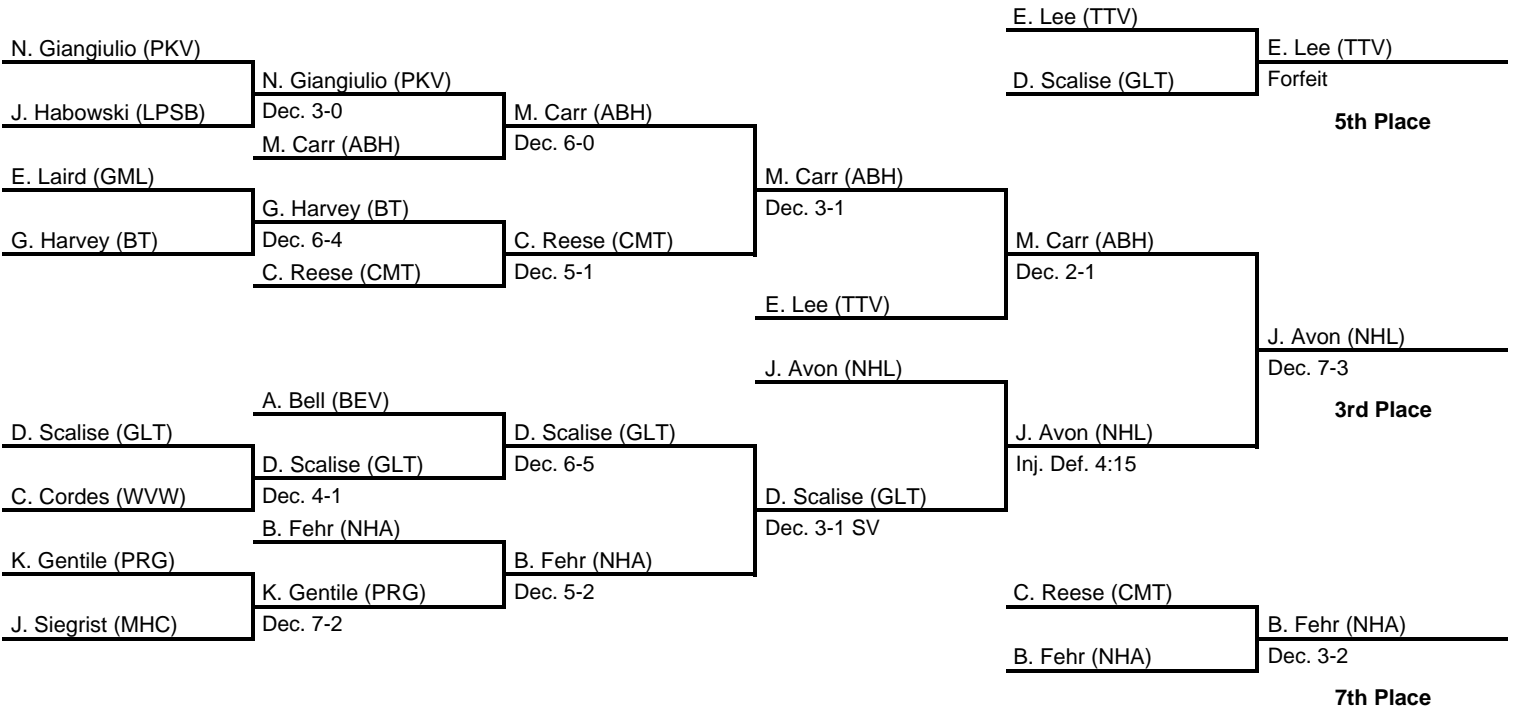 E. Lee (TTV)
N. Giangiulio (PKV)
E. Lee (TTV)
N. Giangiulio (PKV)
D. Scalise (GLT)
Forfeit
J. Habowski (LPSB)
Dec. 3-0
M. Carr (ABH)
5th Place
M. Carr (ABH)
Dec. 6-0
E. Laird (GML)
M. Carr (ABH)
G. Harvey (BT)
Dec. 3-1
G. Harvey (BT)
Dec. 6-4
C. Reese (CMT)
M. Carr (ABH)
C. Reese (CMT)
Dec. 5-1
Dec. 2-1
E. Lee (TTV)
J. Avon (NHL)
J. Avon (NHL)
Dec. 7-3
A. Bell (BEV)
3rd Place
D. Scalise (GLT)
D. Scalise (GLT)
J. Avon (NHL)
D. Scalise (GLT)
Dec. 6-5
Inj. Def. 4:15
C. Cordes (WVW)
Dec. 4-1
D. Scalise (GLT)
B. Fehr (NHA)
Dec. 3-1 SV
K. Gentile (PRG)
B. Fehr (NHA)
K. Gentile (PRG)
Dec. 5-2
C. Reese (CMT)
J. Siegrist (MHC)
Dec. 7-2
B. Fehr (NHA)
B. Fehr (NHA)
Dec. 3-2
7th Place